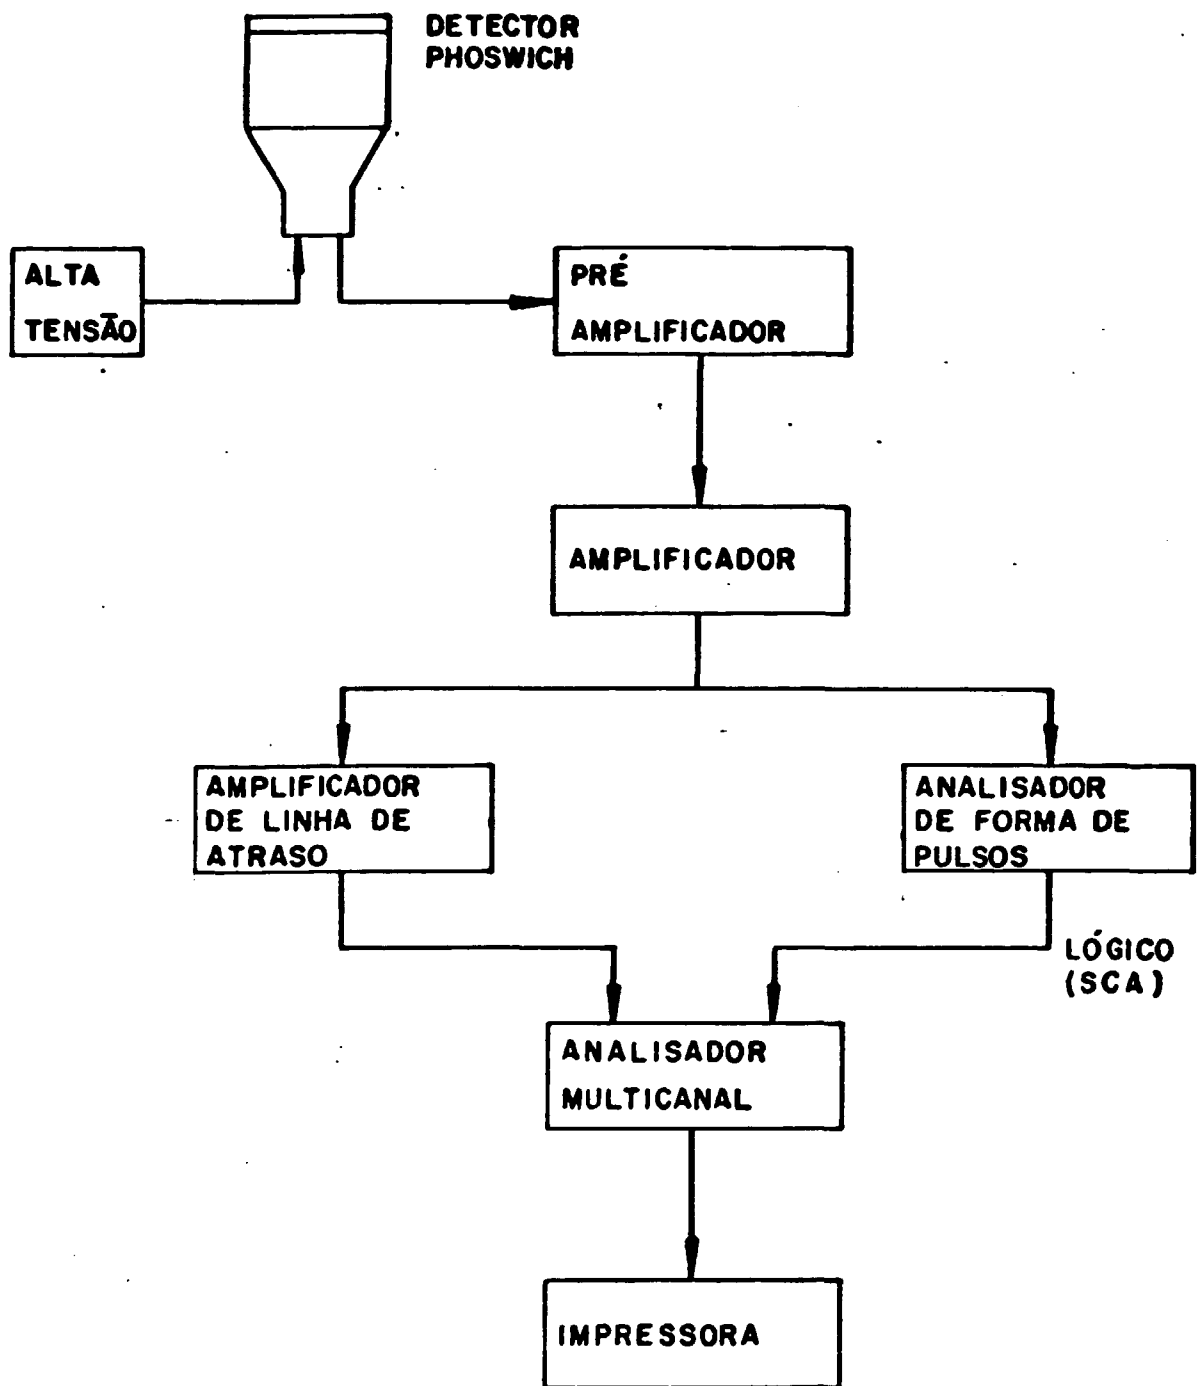 DETECTOR
PHOSWICH
ALTA
TENSÃO
PRÉ
AMPLIFICADOR
AMPLIFICADOR
AMPLIFICADOR
DE LINHA DE
ATRASO
ANALISADOR
DE FORMA DE
PULSOS
LÓGICO
(SCA)
ANALISADOR
MULTICANAL
IMPRESSORA